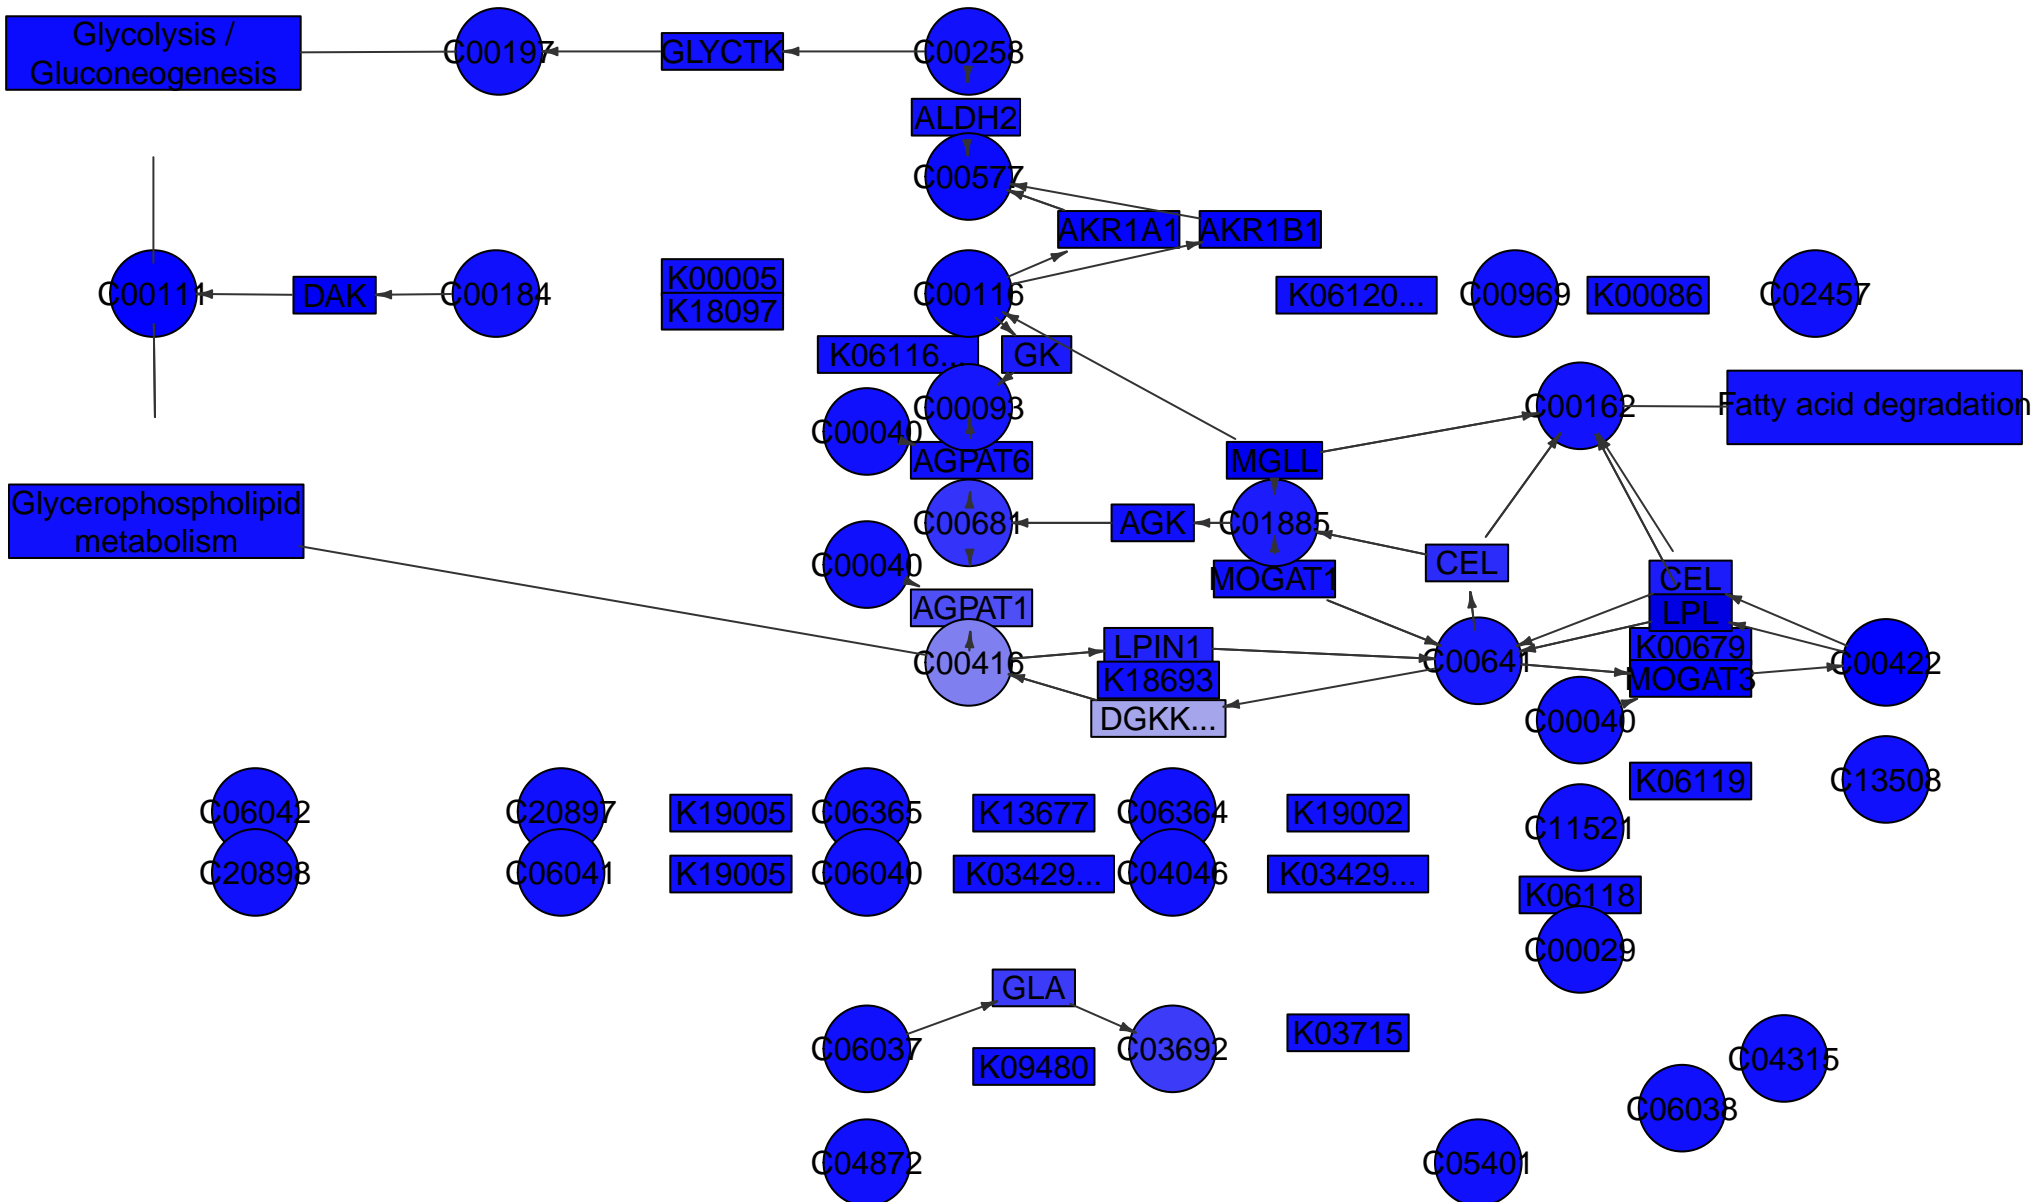 Glycolysis /
Gluconeogenesis
C00197
GLYCTK
C00258
ALDH2
C00577
AKR1A1
AKR1B1
C00111
DAK
C00184
K00005
K18097
C00116
K06120...
C00969
K00086
C02457
K06116...
GK
C00093
C00040
C00162
Fatty acid degradation
AGPAT6
MGLL
Glycerophospholipid
metabolism
C00681
AGK
C01885
C00040
MOGAT1
CEL
CEL
AGPAT1
LPL
C00416
LPIN1
K18693
DGKK...
C00641
K00679
MOGAT3
C00422
C00040
C06042
C20897
K19005
C06365
K13677
C06364
K19002
C11521
K06119
C13508
C20898
C06041
K19005
C06040
K03429...
C04046
K03429...
K06118
C00029
GLA
C06037
K09480
C03692
K03715
C04315
C06038
C04872
C05401